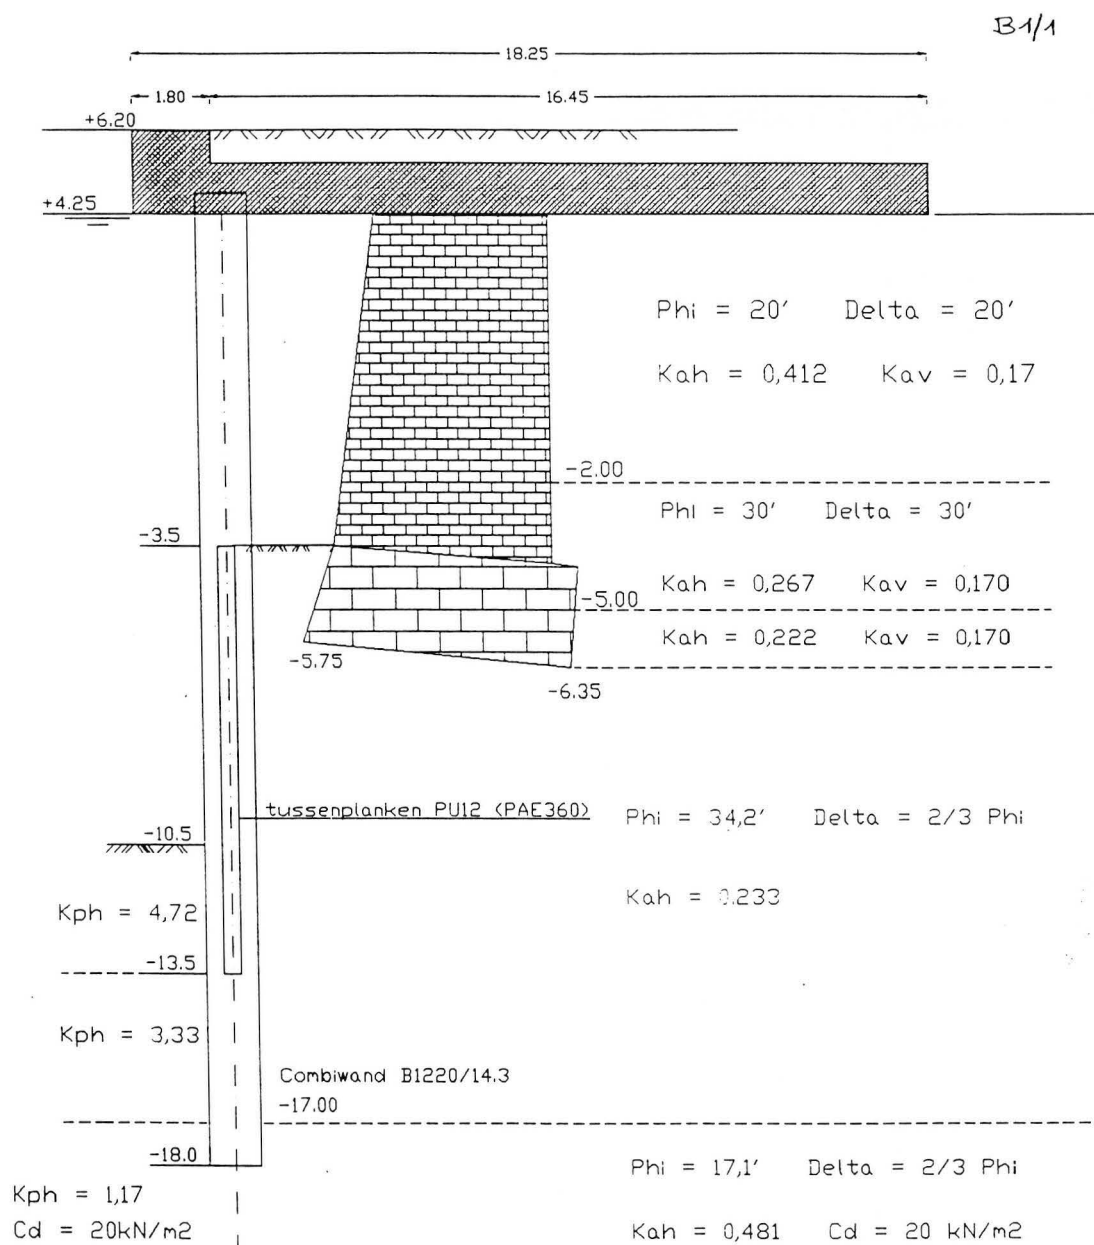 B1/1
18.25
1.80 16.45
+6.20
+4.25
Phi = 20' Delta = 20'
Kah = 0,412 Kav = 0,17
-2.00
Phi = 30' Delta = 30'
-3.5
Kah = 0,267 Kav = 0,170
-5.00
Kah = 0,222 Kav = 0,170
-5.75
-6.35
tussenplanken PU12 (PAE360)
Phi = 34,2' Delta = 2/3 Phi
-10.5
Kah = 0.233
Kph = 4,72
-13.5
Kph = 3,33
Combiwand B1220/14.3
-17.00
-18.0
Phi = 17,1' Delta = 2/3 Phi
Kph = 1,17
Cd = 20kN/m2
Kah = 0,481 Cd = 20 kN/m2